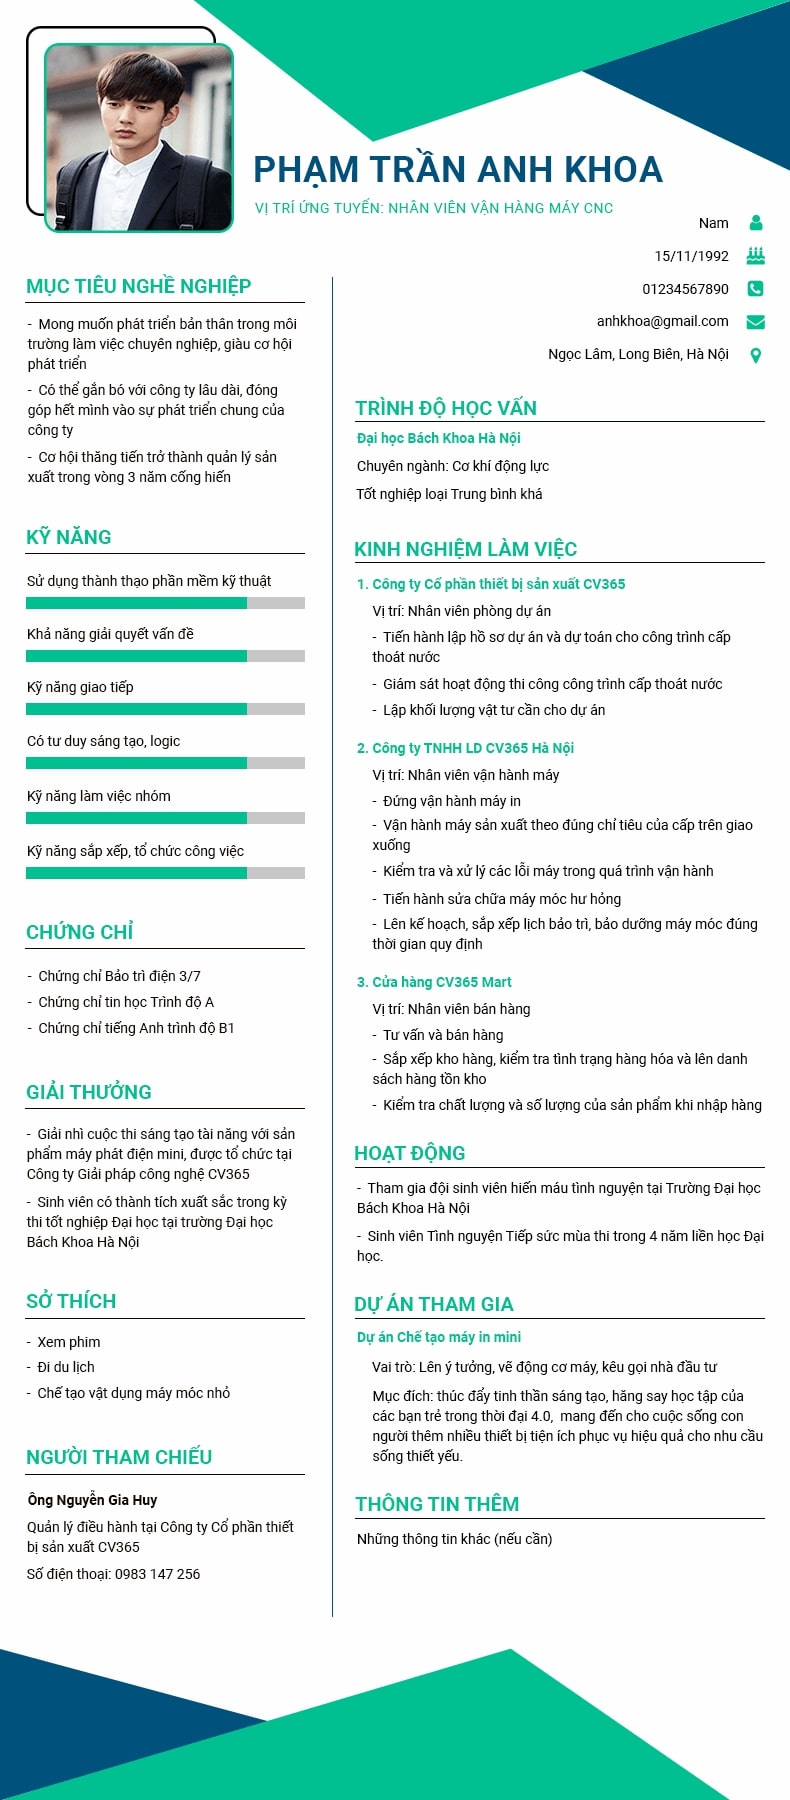 PHẠM TRẦN ANH KHOA
VỊ TRÍ ỨNG TUYỂN: NHÂN VIÊN VẬN HÀNG MÁY CNC
Nam
15/11/1992
01234567890
anhkhoa@gmail.com
Ngọc Lâm, Long Biên, Hà Nội
MỤC TIÊU NGHỀ NGHIỆP
- Mong muốn phát triển bản thân trong môi
trường làm việc chuyên nghiệp, giàu cơ hội
phát triển
- Có thể gắn bó với công ty lâu dài, đóng
góp hết mình vào sự phát triển chung của
công ty
- Cơ hội thăng tiến trở thành quản lý sản
xuất trong vòng 3 năm cống hiến
KỸ NĂNG
Sử dụng thành thạo phần mềm kỹ thuật
Khả năng giải quyết vấn đề
Kỹ năng giao tiếp
Có tư duy sáng tạo, logic
Kỹ năng làm việc nhóm
Kỹ năng sắp xếp, tổ chức công việc
CHỨNG CHỈ
- Chứng chỉ Bảo trì điện 3/7
- Chứng chỉ tin học Trình độ A
- Chứng chỉ tiếng Anh trình độ B1
GIẢI THƯỞNG
- Giải nhì cuộc thi sáng tạo tài năng với sản
phẩm máy phát điện mini, được tổ chức tại
Công ty Giải pháp công nghệ CV365
- Sinh viên có thành tích xuất sắc trong kỳ
thi tốt nghiệp Đại học tại trường Đại học
Bách Khoa Hà Nội
SỞ THÍCH
- Xem phim
- Đi du lịch
- Chế tạo vật dụng máy móc nhỏ
NGƯỜI THAM CHIẾU
Ông Nguyễn Gia Huy
Quản lý điều hành tại Công ty Cổ phần thiết
bị sản xuất CV365
Số điện thoại: 0983 147 256
TRÌNH ĐỘ HỌC VẤN
Đại học Bách Khoa Hà Nội
Chuyên ngành: Cơ khí động lực
Tốt nghiệp loại Trung bình khá
KINH NGHIỆM LÀM VIỆC
1. Công ty Cổ phần thiết bị sản xuất CV365
Vị trí: Nhân viên phòng dự án
- Tiến hành lập hồ sơ dự án và dự toán cho công trình cấp
thoát nước
- Giám sát hoạt động thi công công trình cấp thoát nước
- Lập khối lượng vật tư cần cho dự án
2. Công ty TNHH LD CV365 Hà Nội
Vị trí: Nhân viên vận hành máy
- Đứng vận hành máy in
- Vận hành máy sản xuất theo đúng chỉ tiêu của cấp trên giao
xuống
- Kiểm tra và xử lý các lỗi máy trong quá trình vận hành
- Tiến hành sửa chữa máy móc hư hỏng
- Lên kế hoạch, sắp xếp lịch bảo trì, bảo dưỡng máy móc đúng
thời gian quy định
3. Cửa hàng CV365 Mart
Vị trí: Nhân viên bán hàng
- Tư vấn và bán hàng
- Sắp xếp kho hàng, kiểm tra tình trạng hàng hóa và lên danh
sách hàng tồn kho
- Kiểm tra chất lượng và số lượng của sản phẩm khi nhập hàng
HOẠT ĐỘNG
- Tham gia đội sinh viên hiến máu tình nguyện tại Trường Đại học
Bách Khoa Hà Nội
- Sinh viên Tình nguyện Tiếp sức mùa thi trong 4 năm liền học Đại
học.
DỰ ÁN THAM GIA
Dự án Chế tạo máy in mini
Vai trò: Lên ý tưởng, vẽ động cơ máy, kêu gọi nhà đầu tư
Mục đích: thúc đẩy tinh thần sáng tạo, hăng say học tập của
các bạn trẻ trong thời đại 4.0, mang đến cho cuộc sống con
người thêm nhiều thiết bị tiện ích phục vụ hiệu quả cho nhu cầu
sống thiết yếu.
THÔNG TIN THÊM
Những thông tin khác (nếu cần)